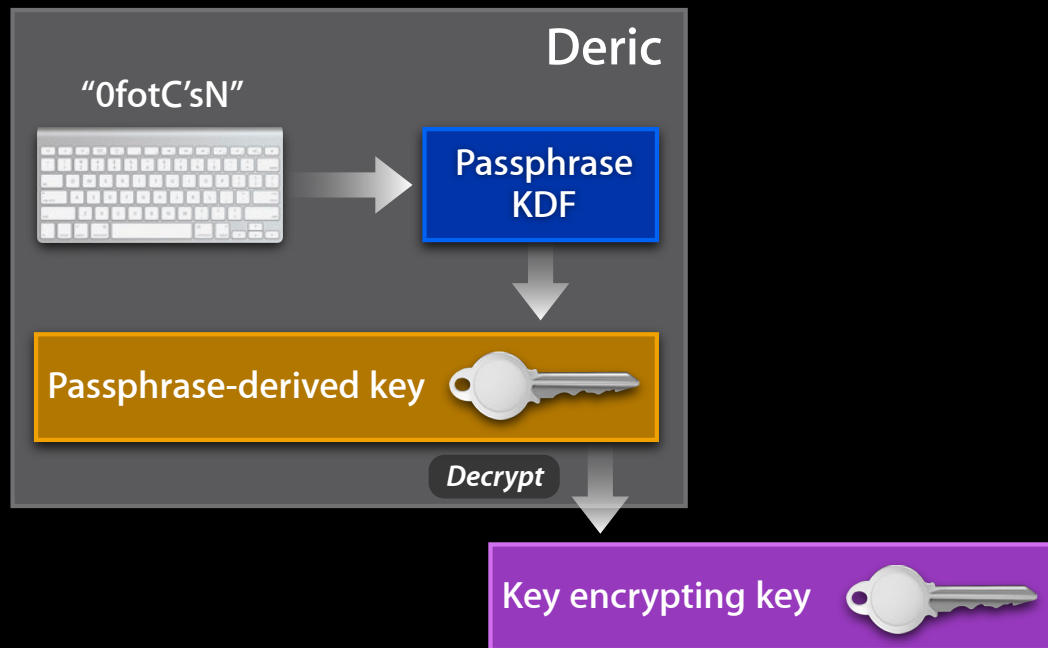 Deric
“0fotC’sN”
Passphrase
KDF
Passphrase-derived key
Decrypt
Key encrypting key